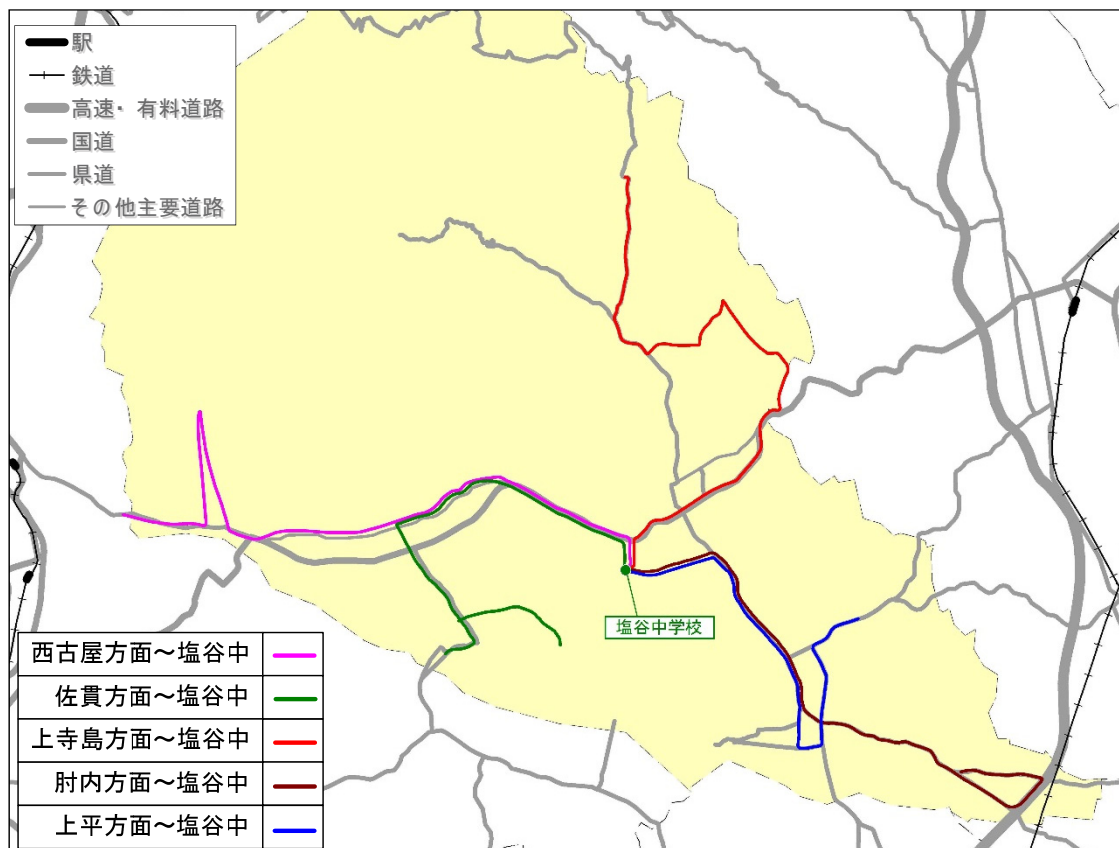 駅
鉄道
高速・有料道路
国道
県道
その他主要道路
塩谷中学校
西古屋方面～塩谷中
佐貫方面～塩谷中
上寺島方面～塩谷中
肘内方面～塩谷中
上平方面～塩谷中